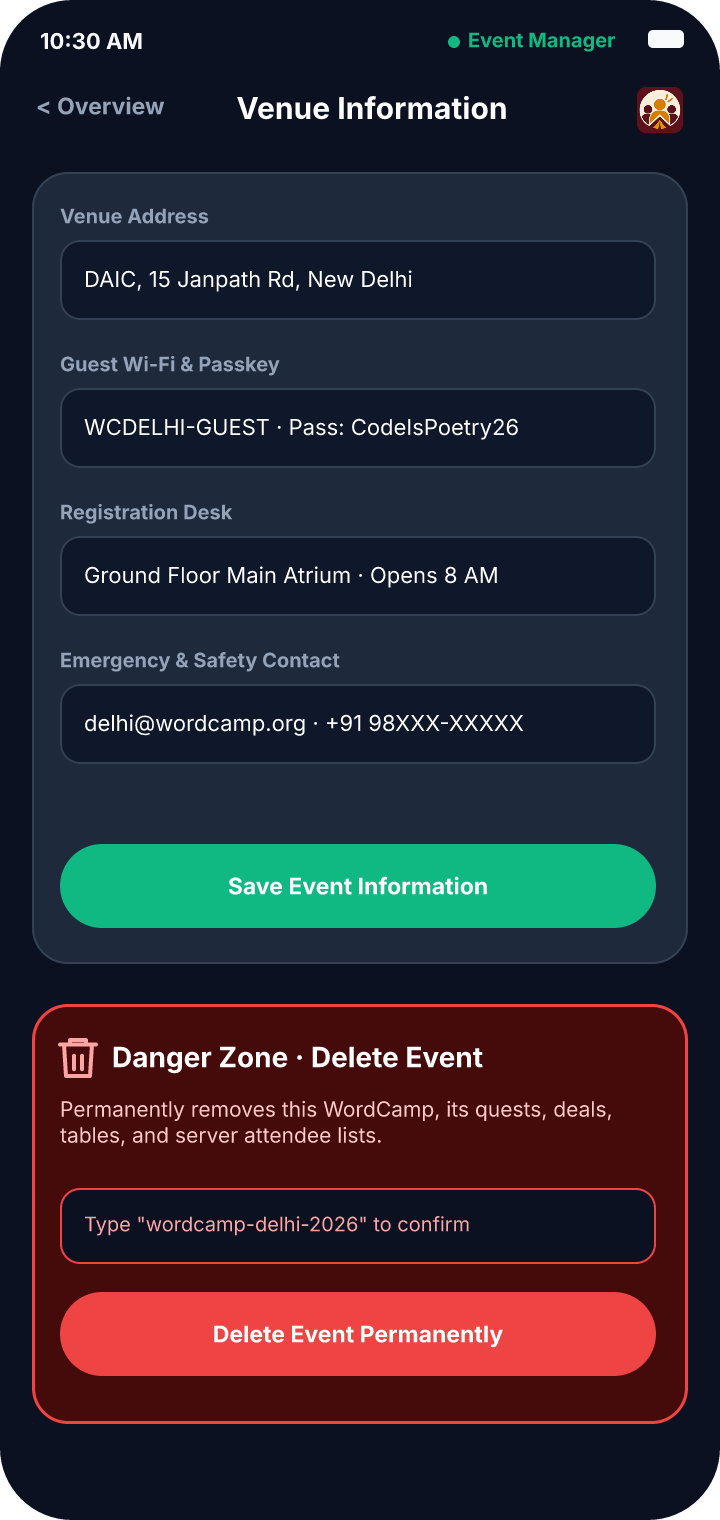 10:30 AM
Event Manager
< Overview
Venue Information
Venue Address
DAIC, 15 Janpath Rd, New Delhi
Guest Wi-Fi & Passkey
WCDELHI-GUEST · Pass: CodeIsPoetry26
Registration Desk
Ground Floor Main Atrium · Opens 8 AM
Emergency & Safety Contact
delhi@wordcamp.org · +91 98XXX-XXXXX
Save Event Information
Danger Zone · Delete Event
Permanently removes this WordCamp, its quests, deals,
tables, and server attendee lists.
Type "wordcamp-delhi-2026" to confirm
Delete Event Permanently